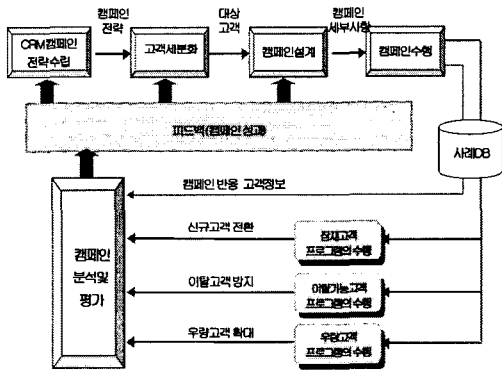 캠페인
전략
대상
고객
캠페인
세부사항
CRM캠페인
전략수립
고객세분화
캠페인설계
캠페인수행
피드백(캠페인 성과)
사례DB
캠페인 반응 고객정보
캠페인
분석및
평가
신규고객 전환
잠재고객
프로그램의 수행
이탈고객 방지
이탈가능고객
프로그램의 수행
우량고객 확대
우량고객
프로그램의 수행